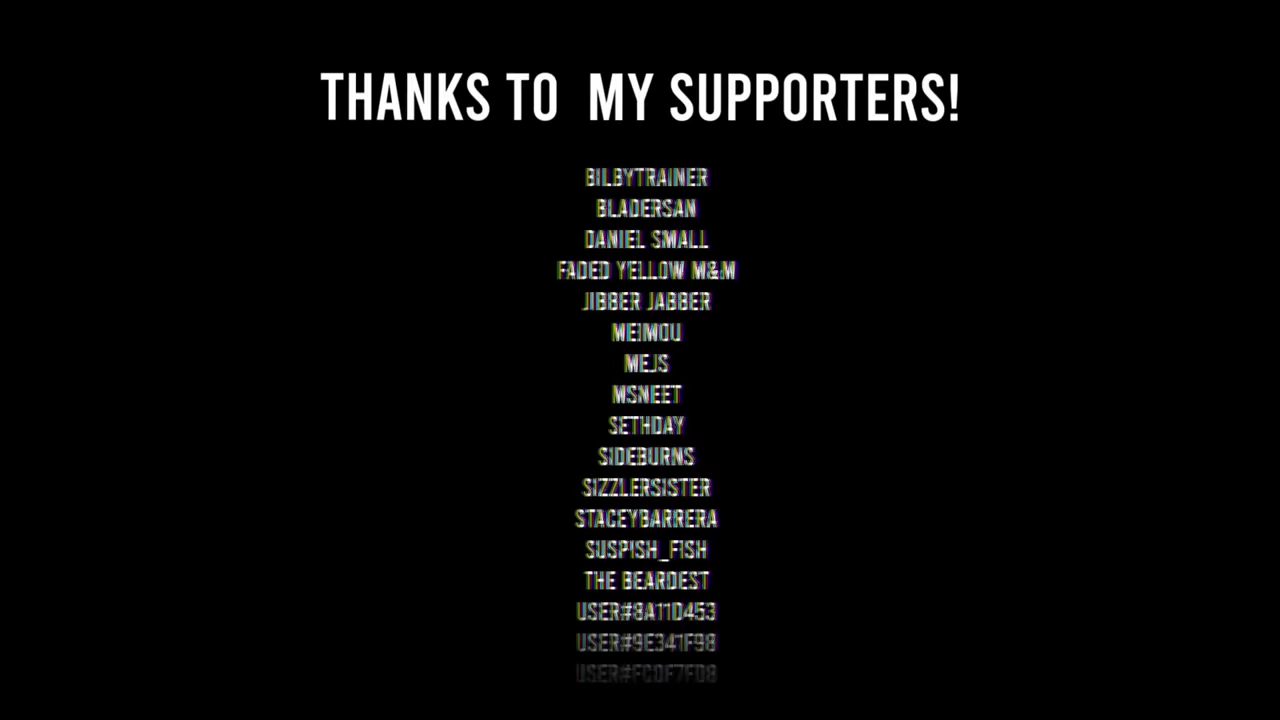 THANKS TO  MY SUPPORTERS!
BILBYTRAINER
BLADERSAN
DANIEL SMALL
FADED YELLOW M&M
JIBBER JABBER
MEIMOU
MEJS
MSNEET
SETHDAY
SIDEBURNS
SIZZLERSISTER
STACEYBARRERA
SUSPISH_FISH
THE BEARDEST
USER#8A11D453
USER#9E341F98